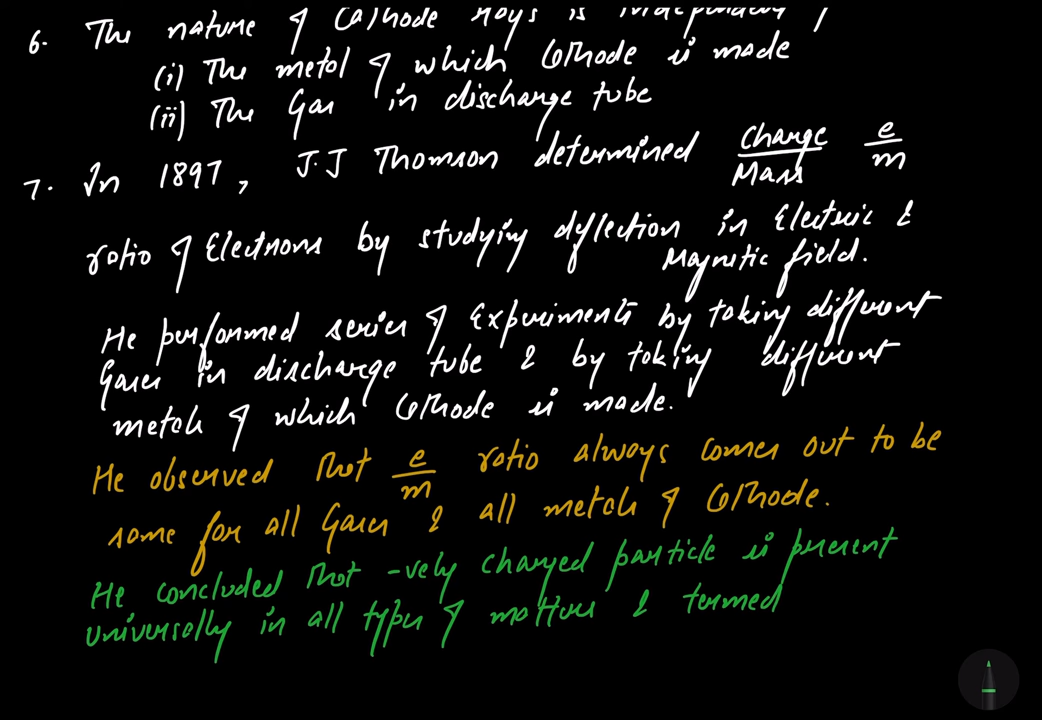 6. The nature of Cathode Rays is independent of
(i) The metal of which Cathode is made
(ii) The Gas in discharge tube
7. In 1897, J.J Thomson determined Charge/Mass e/m
ratio of Electrons by studying deflection in Electric &
Magnetic field.
He performed series of Experiments by taking different
Gases in discharge tube & by taking different
metals of which Cathode is made.
He observed that e/m ratio always comes out to be
same for all Gases & all metals of Cathode.
He concluded that -vely charged particle is present
universally in all types of matters & termed